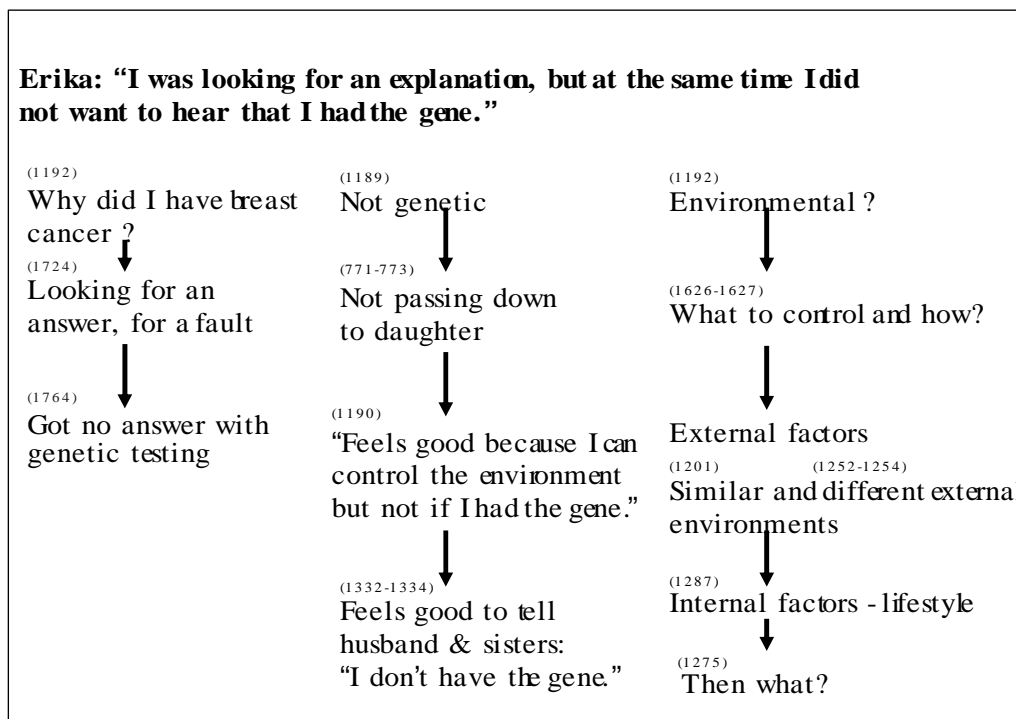 Erika: “I was looking for an explanation, but at the same time I did
not want to hear that I had the gene.”
(1192)
Why did I have breast
cancer ?
(1724)
Looking for an
answer, for a fault
(1764)
Got no answer with
genetic testing
(1189)
Not genetic
(771-773)
Not passing down
to daughter
(1190)
“Feels good because I can
control the environment
but not if I had the gene.”
(1332-1334)
Feels good to tell
husband & sisters:
“I don’t have the gene.”
(1192)
Environmental ?
(1626-1627)
What to control and how?
External factors
(1201) (1252-1254)
Similar and different external
environments
(1287)
Internal factors - lifestyle
(1275)
Then what?